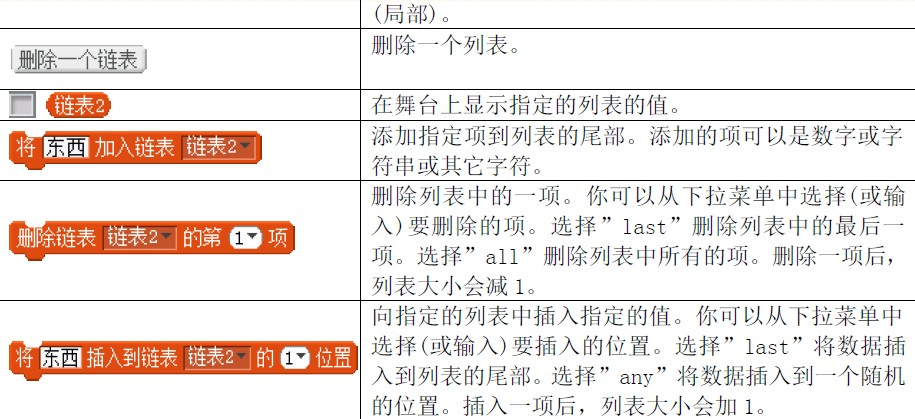 (局部)。
删除一个链表
删除一个列表。
链表2
在舞台上显示指定的列表的值。
将 东西 加入链表 链表2
添加指定项到列表的尾部。添加的项可以是数字或字
符串或其它字符。
删除链表 链表2 的第 1 项
删除列表中的一项。你可以从下拉菜单中选择(或输
入)要删除的项。选择”last”删除列表中的最后一
项。选择”all”删除列表中所有的项。删除一项后，
列表大小会减 1。
将 东西 插入到链表 链表2 的 1 位置
向指定的列表中插入指定的值。你可以从下拉菜单中
选择(或输入)要插入的位置。选择”last”将数据插
入到列表的尾部。选择”any”将数据插入到一个随机
的位置。插入一项后，列表大小会加 1。